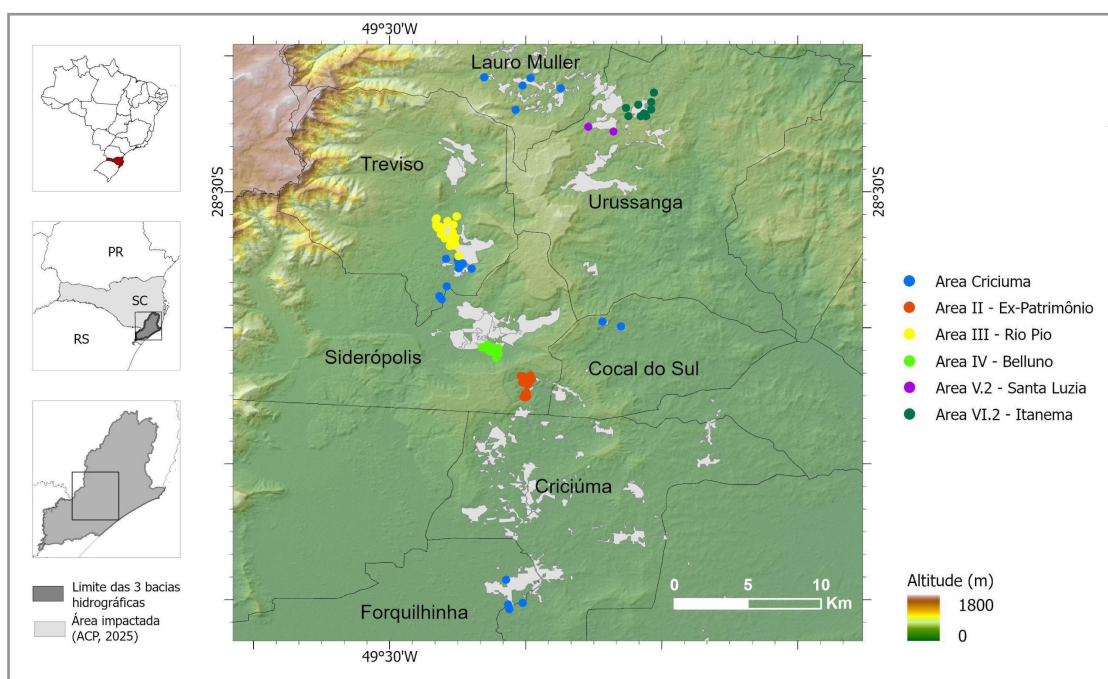 49°30'W
Lauro Muller
Treviso
28°30'S
Urussanga
28°30'S
PR
SC
RS
Siderópolis
Cocal do Sul
Criciúma
Forquilhinha
0 5 10
Km
49°30'W
Area Criciuma
Area II - Ex-Patrimônio
Area III - Rio Pio
Area IV - Belluno
Area V.2 - Santa Luzia
Area VI.2 - Itanema
Limite das 3 bacias
hidrográficas
Área impactada
(ACP, 2025)
Altitude (m)
1800
0